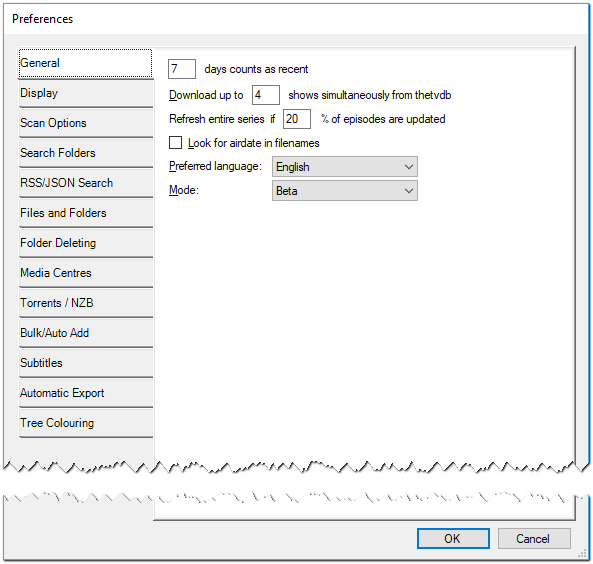 Preferences
General
Display
Scan Options
Search Folders
RSS/JSON Search
Files and Folders
Folder Deleting
Media Centres
Torrents / NZB
Bulk/Auto Add
Subtitles
Automatic Export
Tree Colouring
7 days counts as recent
Download up to 4 shows simultaneously from thetvdb
Refresh entire series if 20 % of episodes are updated
Look for airdate in filenames
Preferred language: English
Mode: Beta
OK Cancel